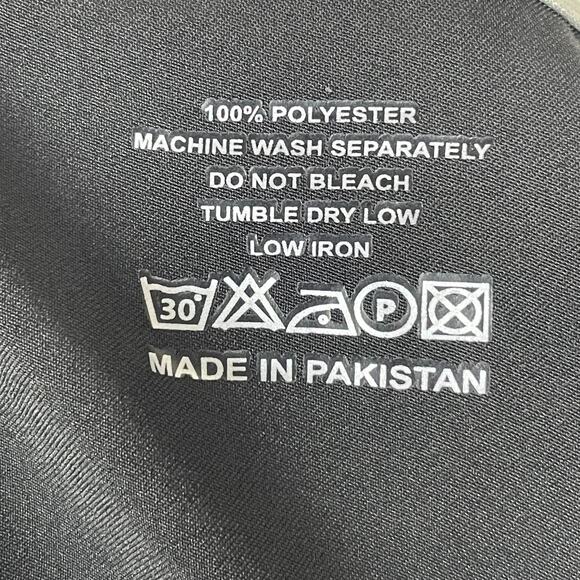 100% POLYESTER
MACHINE WASH SEPARATELY
DO NOT BLEACH
TUMBLE DRY LOW
LOW IRON
30° P
MADE IN PAKISTAN